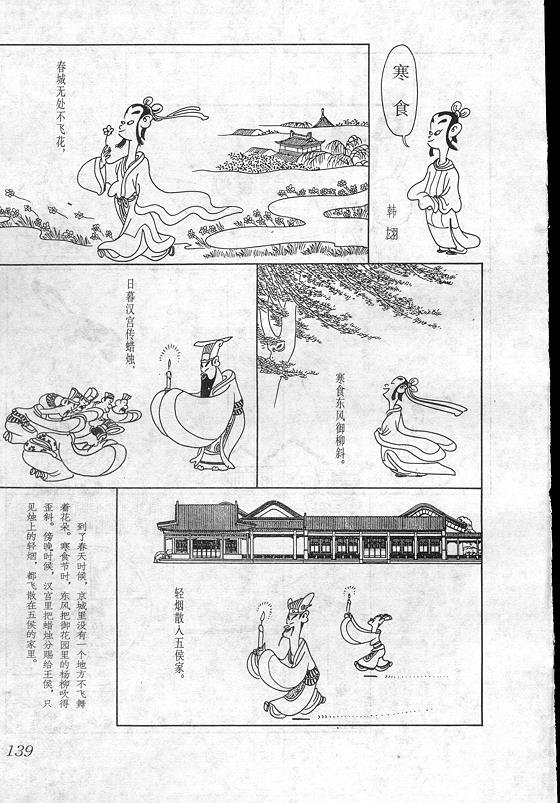 寒食
韩翃
春城无处不飞花，
寒食东风御柳斜。
日暮汉宫传蜡烛，
轻烟散入五侯家。
到了春天时候，京城里没有一个地方不飞舞
着花朵。寒食节时，东风把御花园里的杨柳吹得
歪斜。傍晚时候，汉宫里把蜡烛分赐给王侯，只
见烛上的轻烟，都飞散在五侯的家里。
139